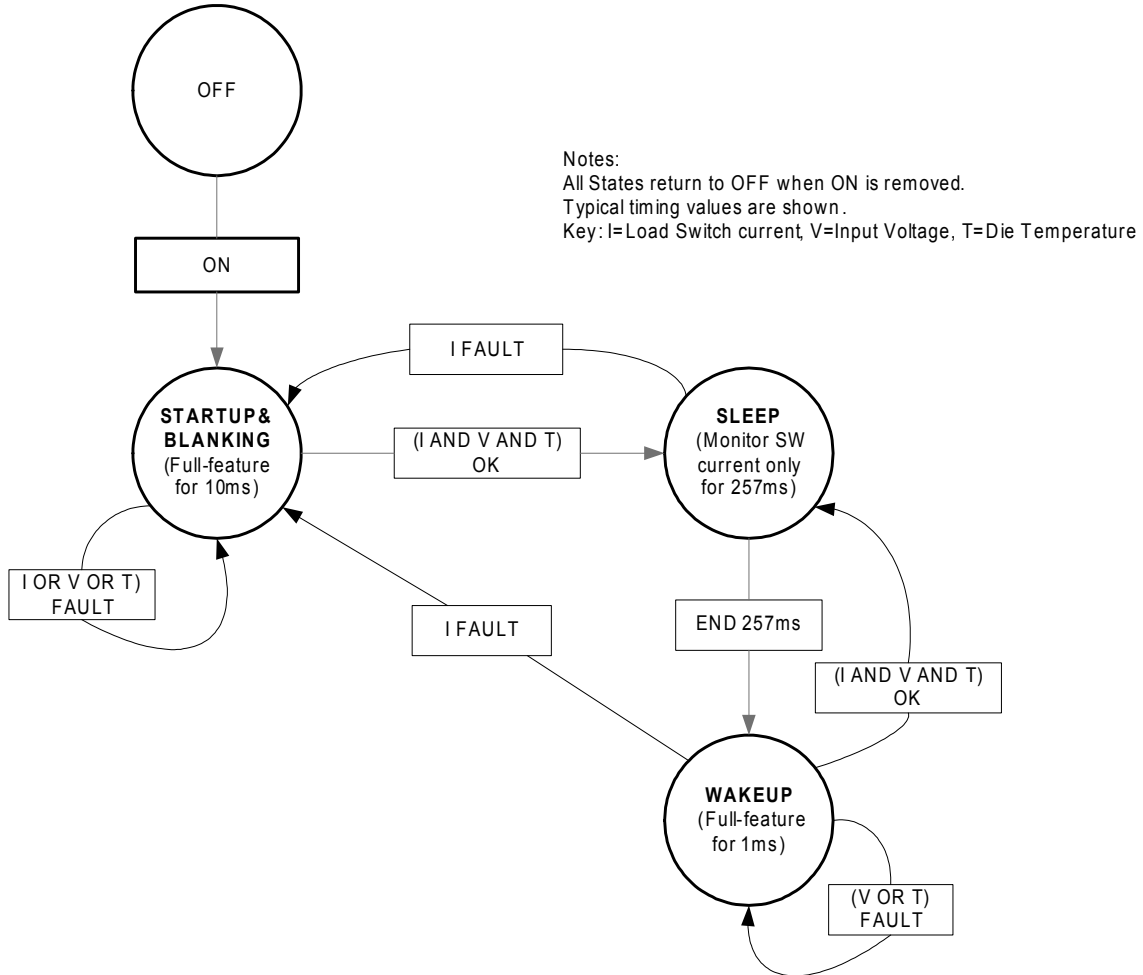 OFF
Notes:
All States return to OFF when ON is removed.
Typical timing values are shown.
Key: I=Load Switch current, V=Input Voltage, T=Die Temperature
ON
I FAULT
STARTUP&
BLANKING
(Full-feature
for 10ms)
(I AND V AND T)
OK
SLEEP
(Monitor SW
current only
for 257ms)
I OR V OR T)
FAULT
I FAULT
END 257ms
(I AND V AND T)
OK
WAKEUP
(Full-feature
for 1ms)
(V OR T)
FAULT